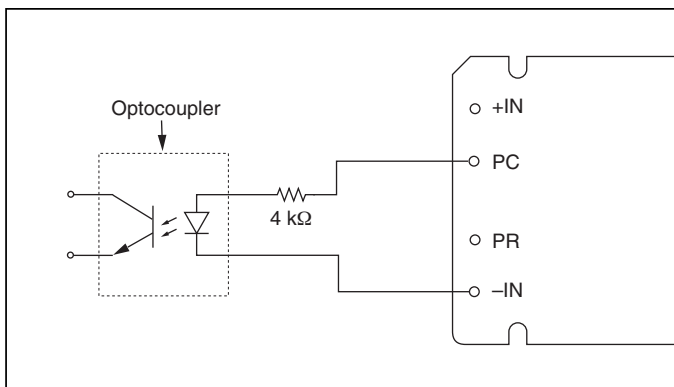 Optocoupler
4 kΩ
+IN
PC
PR
–IN